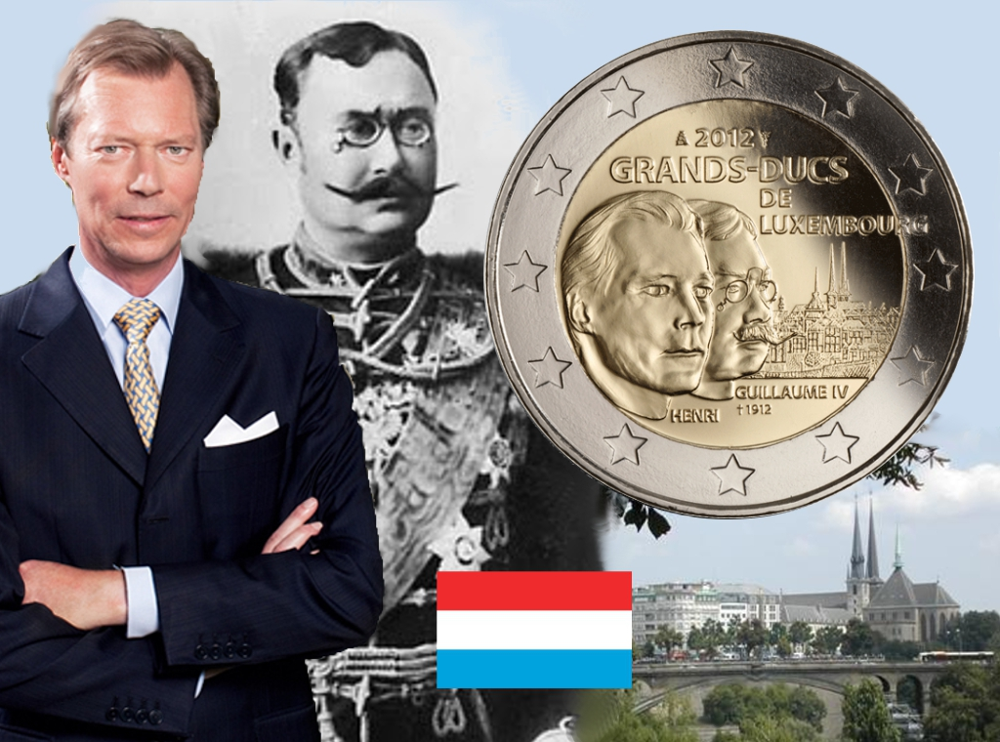 2012
GRANDS-DUCS
DE
LUXEMBOURG
GUILLAUME IV
† 1912
HENRI